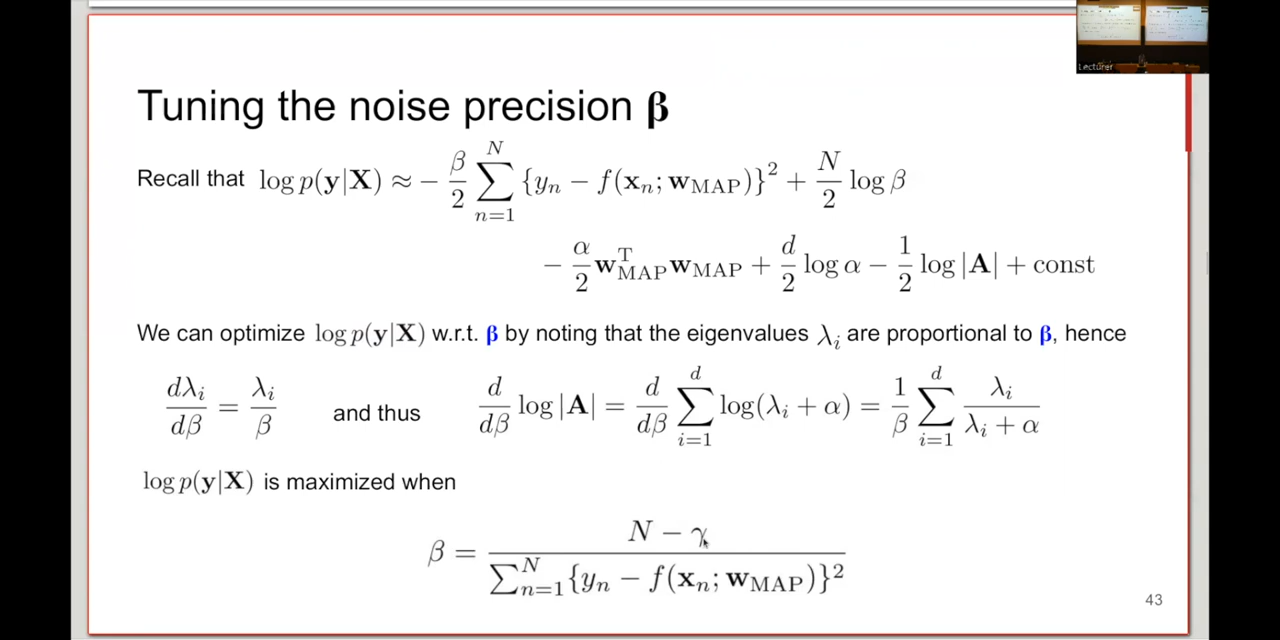 Lecturer
Tuning the noise precision β
Recall that log p(y|X) ≈ − β/2 ∑_{n=1}^{N} {y_n − f(x_n; w_MAP)}² + N/2 log β
− α/2 w_MAP^T w_MAP + d/2 log α − 1/2 log |A| + const
We can optimize log p(y|X) w.r.t. β by noting that the eigenvalues λ_i are proportional to β, hence
dλ_i/dβ = λ_i/β and thus d/dβ log |A| = d/dβ ∑_{i=1}^{d} log(λ_i + α) = 1/β ∑_{i=1}^{d} λ_i/(λ_i + α)
log p(y|X) is maximized when
β = (N − γ)/(∑_{n=1}^{N} {y_n − f(x_n; w_MAP)}²)
43